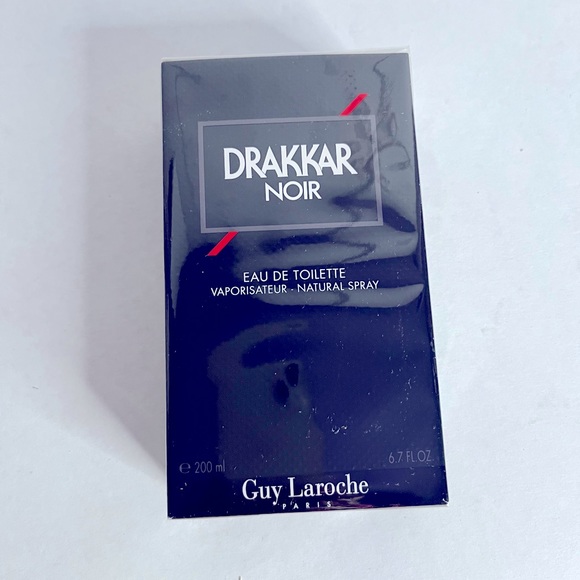 DRAKKAR
NOIR
EAU DE TOILETTE
VAPORISATEUR - NATURAL SPRAY
℮ 200 ml 6.7 FL.OZ.
Guy Laroche
PARIS